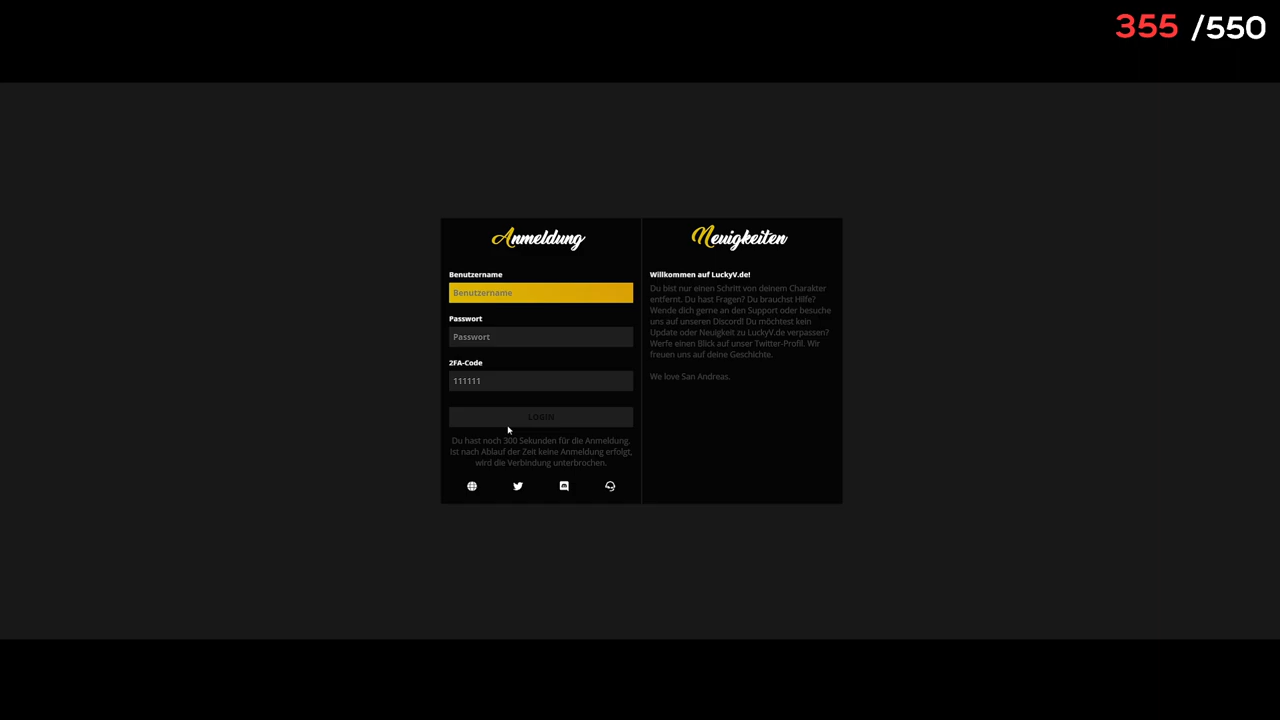 355 /550
Anmeldung
Benutzername
Benutzername
Passwort
Passwort
2FA-Code
111111
LOGIN
Du hast noch 300 Sekunden für die Anmeldung.
Ist nach Ablauf der Zeit keine Anmeldung erfolgt,
wird die Verbindung unterbrochen.
Neuigkeiten
Willkommen auf LuckyV.de!
Du bist nur einen Schritt von deinem Charakter
entfernt. Du hast Fragen? Du brauchst Hilfe?
Wende dich gerne an den Support oder besuche
uns auf unseren Discord! Du möchtest kein
Update oder Neuigkeit zu LuckyV.de verpassen?
Werfe einen Blick auf unser Twitter-Profil. Wir
freuen uns auf deine Geschichte.
We love San Andreas.